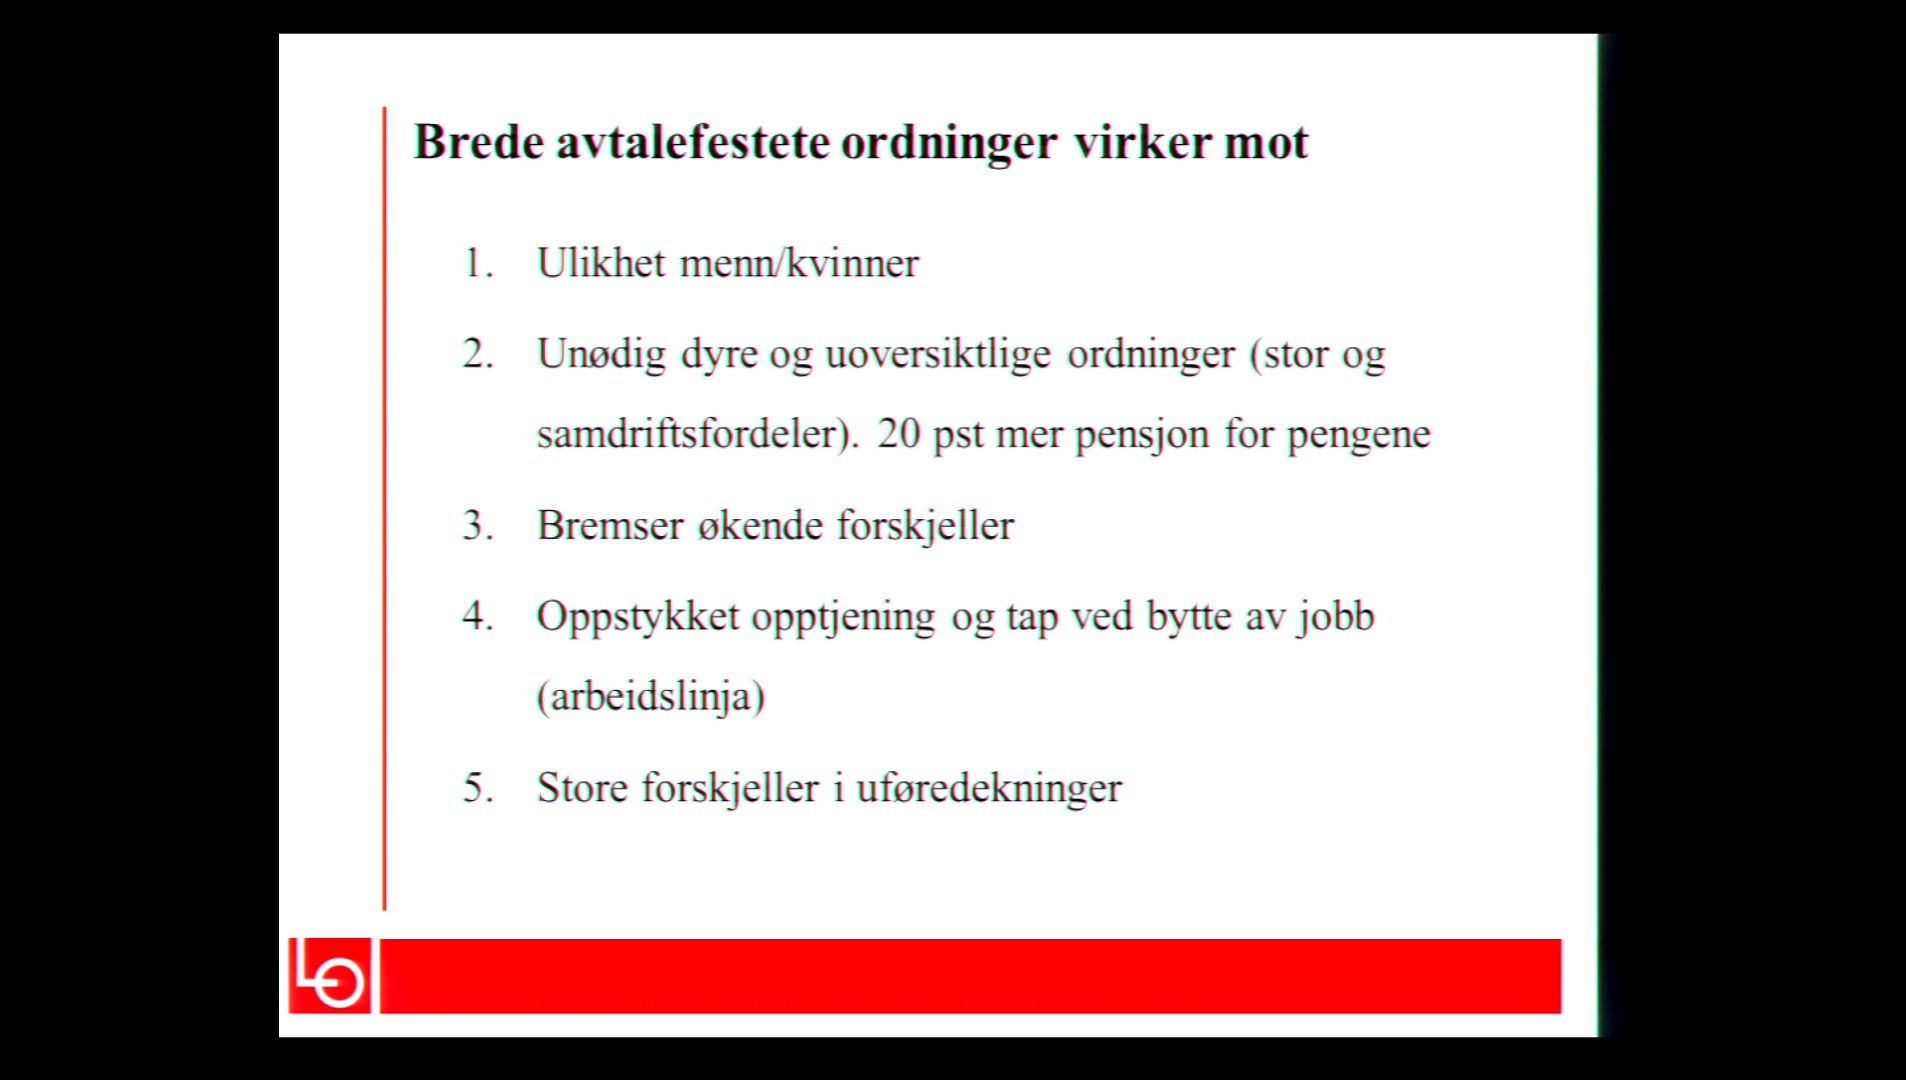 Brede avtalefestete ordninger virker mot
1. Ulikhet menn/kvinner
2. Unødig dyre og uoversiktlige ordninger (stor og
samdriftsfordeler). 20 pst mer pensjon for pengene
3. Bremser økende forskjeller
4. Oppstykket opptjening og tap ved bytte av jobb
(arbeidslinja)
5. Store forskjeller i uføredekninger
LO